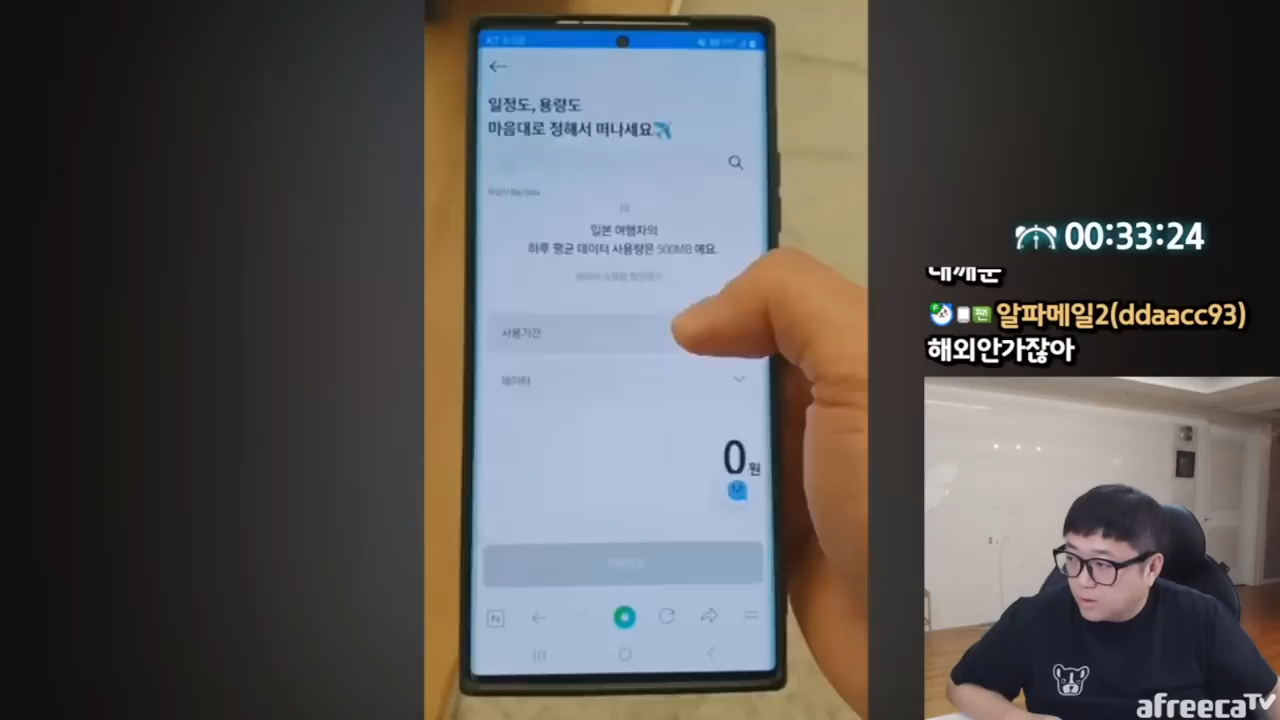 KT
일정도, 용량도
마음대로 정해서 떠나세요
일본 여행자의
하루 평균 데이터 사용량은 500MB 예요.
사용기간
데이터
0원
N
00:33:24
팬 알파메일2(ddaacc93)
해외안가잖아
afreecaTV